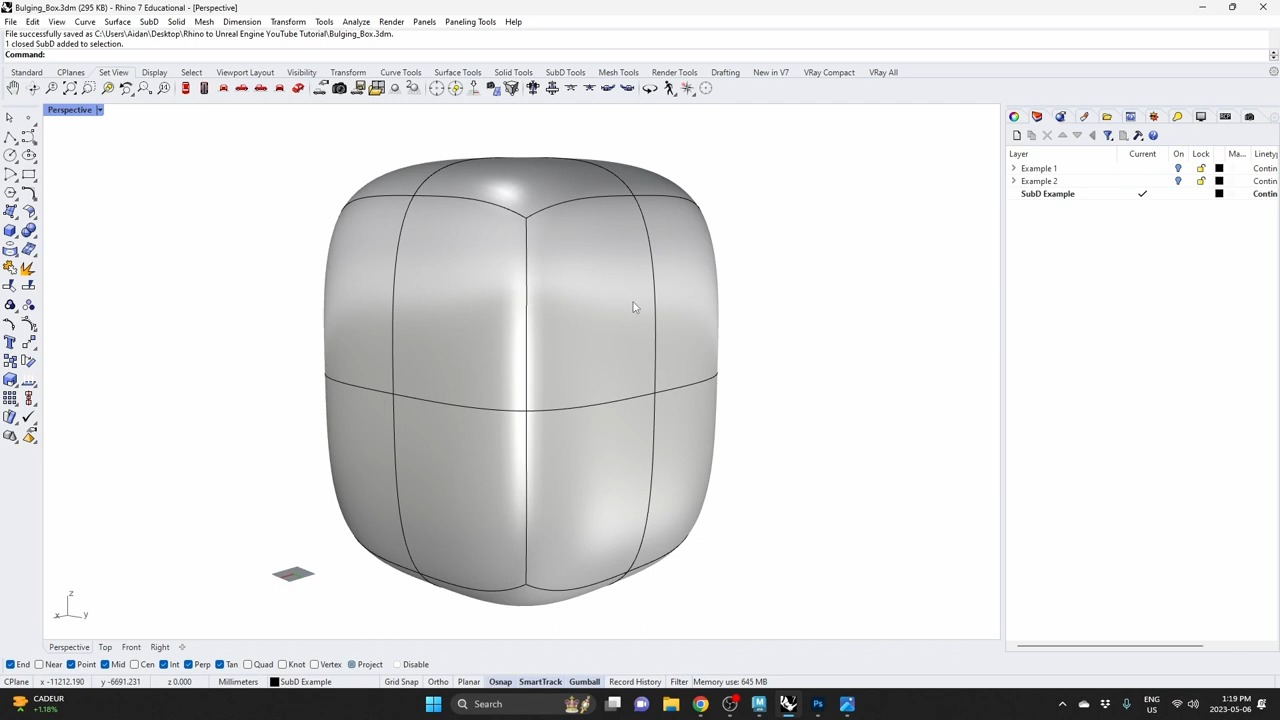 Bulging_Box.3dm (295 KB) - Rhino 7 Educational - [Perspective]
File Edit View Curve Surface SubD Solid Mesh Dimension Transform Tools Analyze Render Panels Paneling Tools Help
File successfully saved as C:\Users\Aidan\Desktop\Rhino to Unreal Engine YouTube Tutorial\Bulging_Box.3dm.
1 closed SubD added to selection.
Command:
Standard CPlanes Set View Display Select Viewport Layout Visibility Transform Curve Tools Surface Tools Solid Tools SubD Tools Mesh Tools Render Tools Drafting New in V7 VRay Compact VRay All
Perspective
Layer Current On Lock Ma... Linety
Example 1 Contin
Example 2 Contin
SubD Example Contin
z
x y
Perspective Top Front Right
End Near Point Mid Cen Int Perp Tan Quad Knot Vertex Project Disable
CPlane x -11212.190 y -6691.231 z 0.000 Millimeters SubD Example Grid Snap Ortho Planar Osnap SmartTrack Gumball Record History Filter Memory use: 645 MB
CADEUR
+1.18%
Search
ENG
US
1:19 PM
2023-05-06